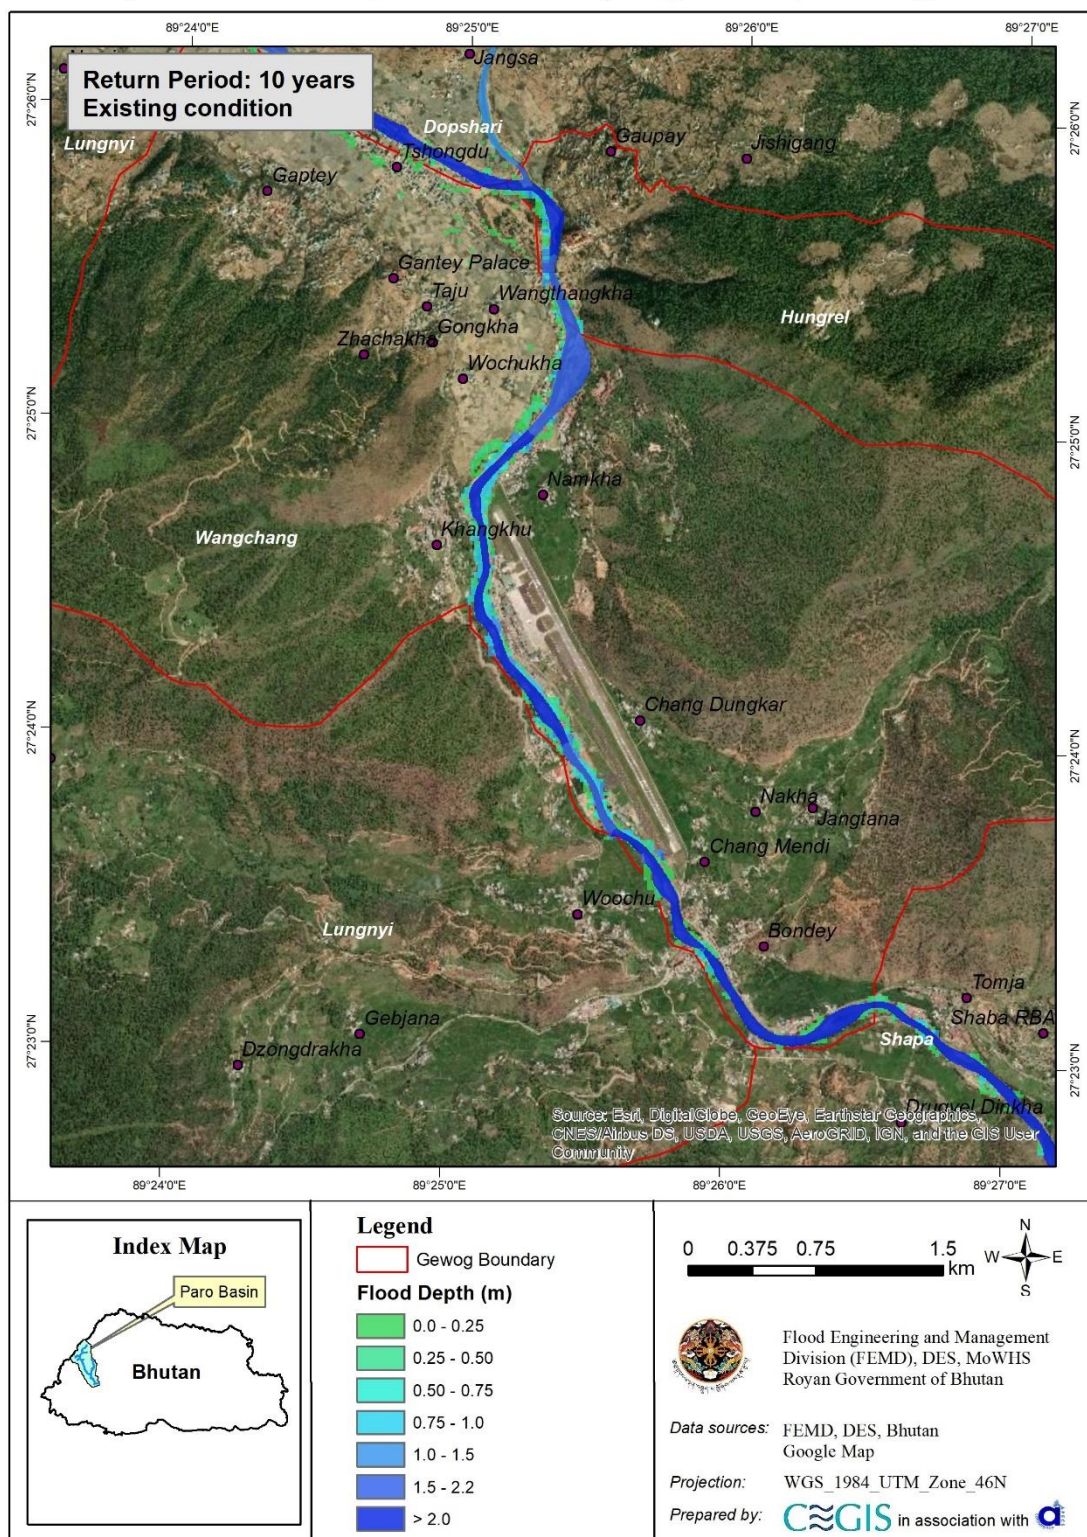 89°24'0"E 89°25'0"E 89°26'0"E 89°27'0"E
Return Period: 10 years
Existing condition
27°26'0"N
27°26'0"N
Jangsa
Dopshari
Lungnyi
Tshongdu
Gaupay
Jishigang
Gaptey
Gantey Palace
Taju
Wangthangkha
Hungrel
Zhachakha
Gongkha
Wochukha
27°25'0"N
27°25'0"N
Namkha
Khangkhu
Wangchang
Chang Dungkar
27°24'0"N
27°24'0"N
Nakha
Jangtana
Chang Mendi
Woochu
Lungnyi
Bondey
Tomja
Gebjana
Shaba RBA
Shapa
Dzongdrakha
27°23'0"N
27°23'0"N
Drugyel Dinkha
Source: Esri, DigitalGlobe, GeoEye, Earthstar Geographics,
CNES/Airbus DS, USDA, USGS, AeroGRID, IGN, and the GIS User
Community
89°24'0"E 89°25'0"E 89°26'0"E 89°27'0"E
Index Map
Paro Basin
Bhutan
Legend
Gewog Boundary
Flood Depth (m)
0.0 - 0.25
0.25 - 0.50
0.50 - 0.75
0.75 - 1.0
1.0 - 1.5
1.5 - 2.2
> 2.0
0 0.375 0.75 1.5
km
N
W E
S
Flood Engineering and Management
Division (FEMD), DES, MoWHS
Royan Government of Bhutan
Data sources: FEMD, DES, Bhutan
Google Map
Projection: WGS_1984_UTM_Zone_46N
Prepared by: CEGIS in association with